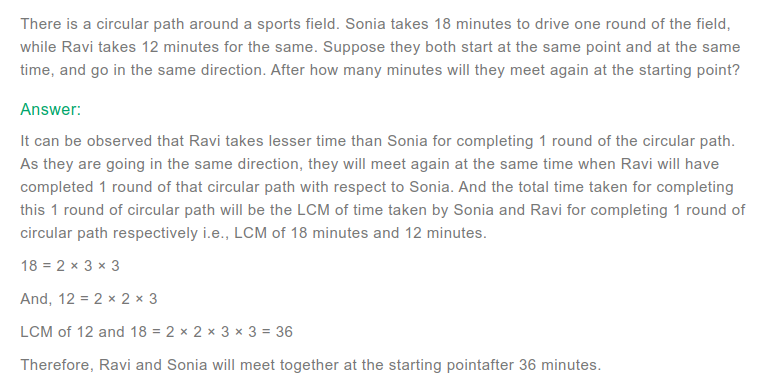 There is a circular path around a sports field. Sonia takes 18 minutes to drive one round of the field,
while Ravi takes 12 minutes for the same. Suppose they both start at the same point and at the same
time, and go in the same direction. After how many minutes will they meet again at the starting point?
Answer:
It can be observed that Ravi takes lesser time than Sonia for completing 1 round of the circular path.
As they are going in the same direction, they will meet again at the same time when Ravi will have
completed 1 round of that circular path with respect to Sonia. And the total time taken for completing
this 1 round of circular path will be the LCM of time taken by Sonia and Ravi for completing 1 round of
circular path respectively i.e., LCM of 18 minutes and 12 minutes.
18 = 2 × 3 × 3
And, 12 = 2 × 2 × 3
LCM of 12 and 18 = 2 × 2 × 3 × 3 = 36
Therefore, Ravi and Sonia will meet together at the starting pointafter 36 minutes.